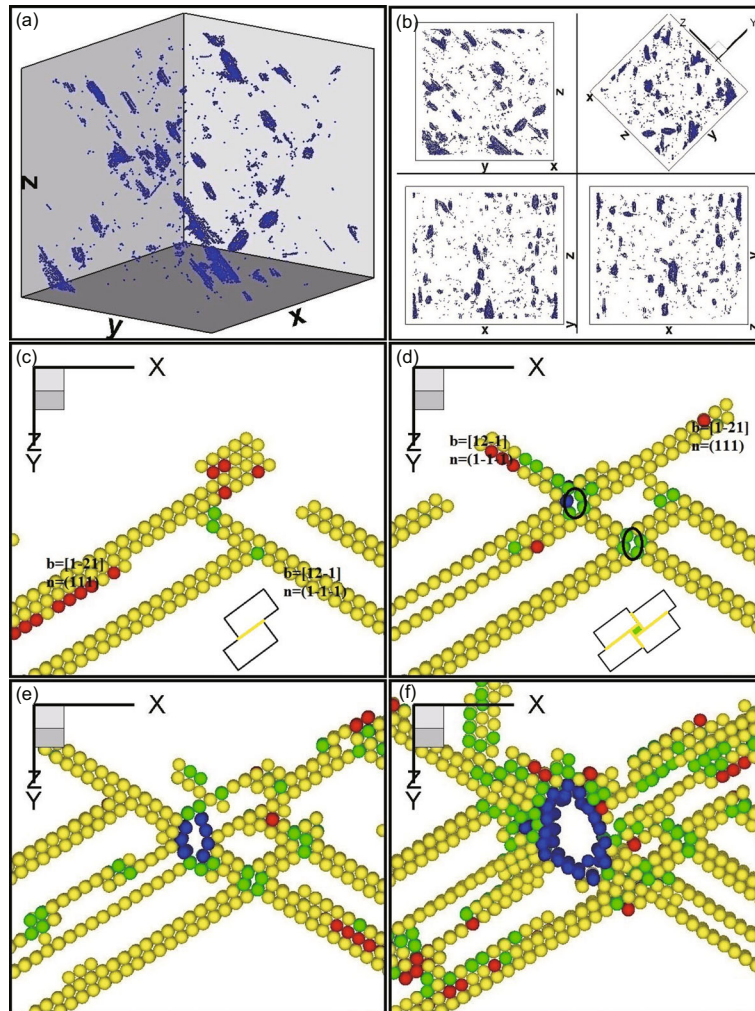 (a)
z
y
x
(b)
z
y
x
Z
Y
x
z
y
z
x
y
y
x
z
(c)
X
Z
Y
b=[1-21]
n=(111)
b=[12-1]
n=(1-1-1)
(d)
X
Z
Y
b=[12-1]
n=(1-1-1)
b=[1-21]
n=(111)
(e)
X
Z
Y
(f)
X
Z
Y